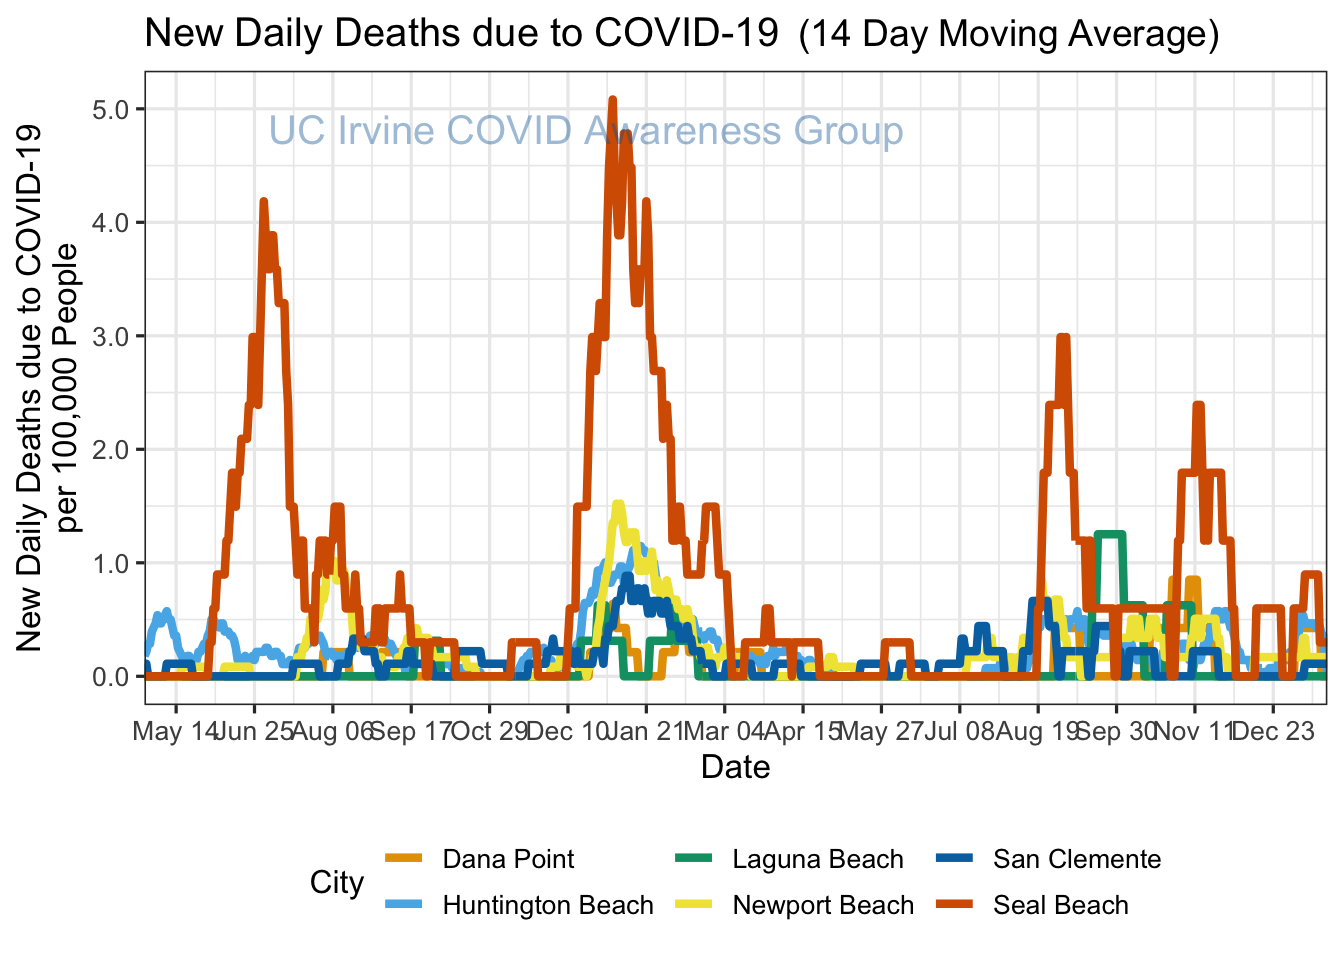 New Daily Deaths due to COVID-19 (14 Day Moving Average)
UC Irvine COVID Awareness Group
New Daily Deaths due to COVID-19
per 100,000 People
5.0
4.0
3.0
2.0
1.0
0.0
May 14 Jun 25 Aug 06 Sep 17 Oct 29 Dec 10 Jan 21 Mar 04 Apr 15 May 27 Jul 08 Aug 19 Sep 30 Nov 11 Dec 23
Date
City
Dana Point Laguna Beach San Clemente
Huntington Beach Newport Beach Seal Beach